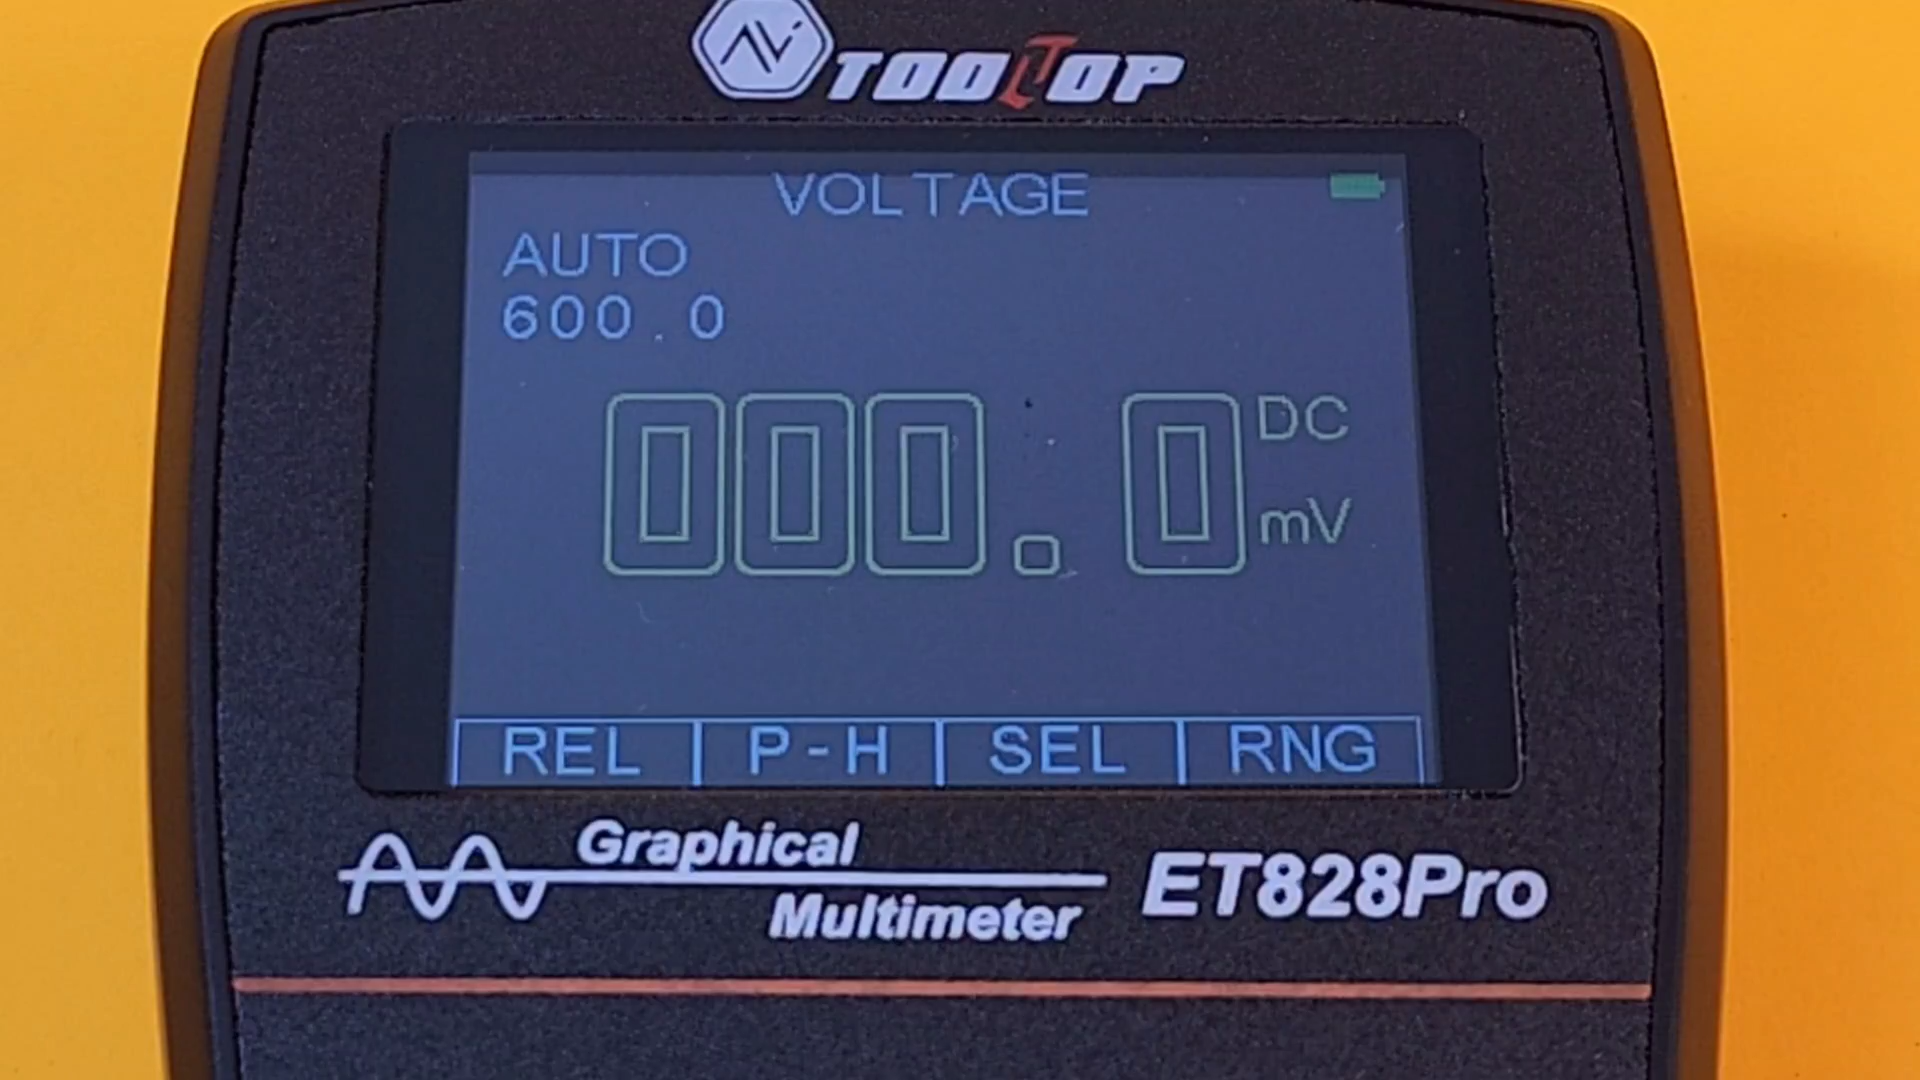 TOOLTOP
VOLTAGE
AUTO
600.0
000.0 DC mV
REL P-H SEL RNG
Graphical
Multimeter
ET828Pro